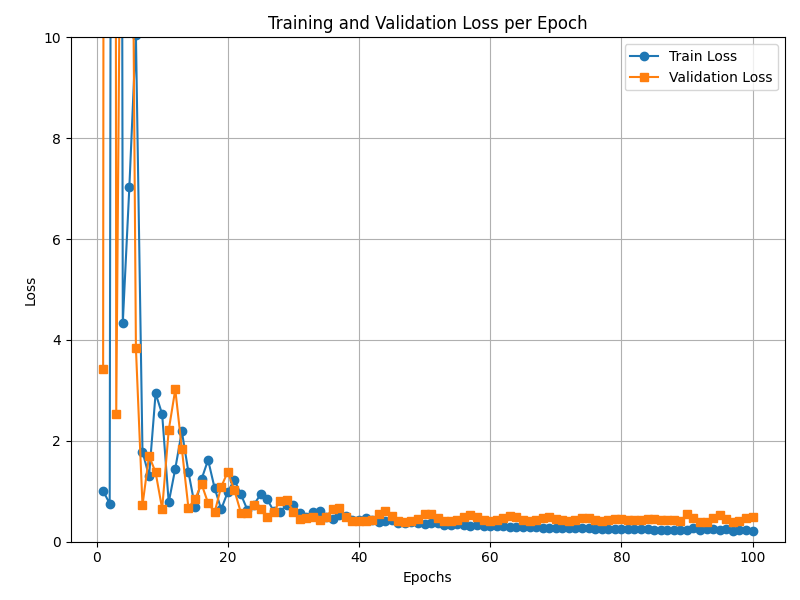 Training and Validation Loss per Epoch
Train Loss
Validation Loss
Loss
10
8
6
4
2
0
0 20 40 60 80 100
Epochs